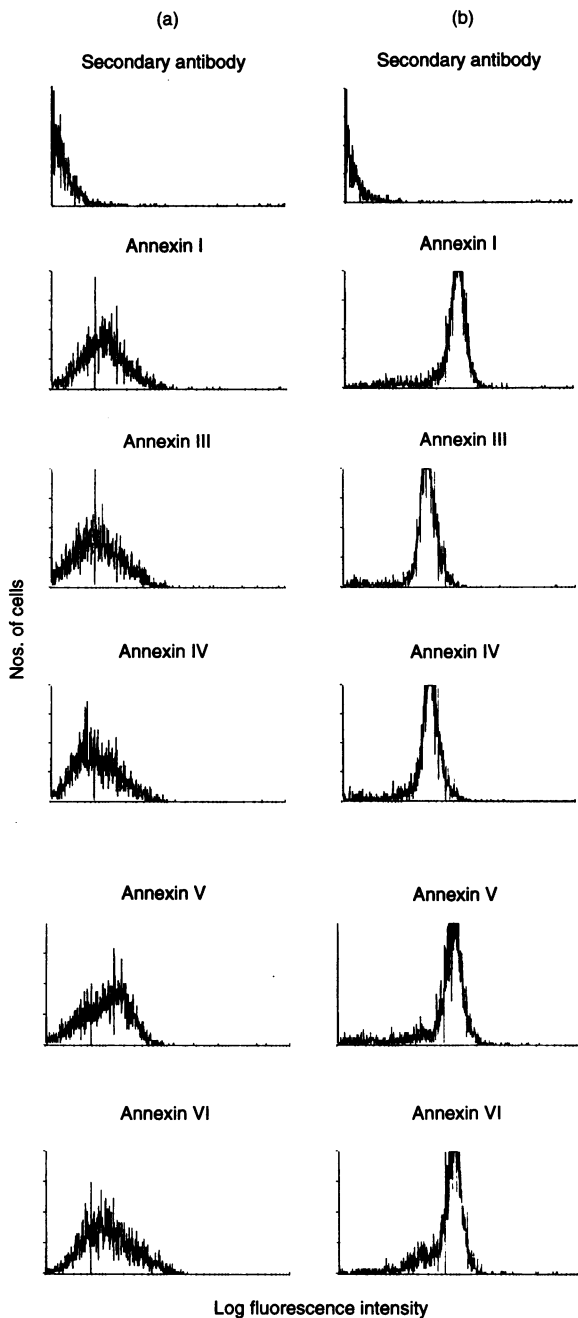 (a) (b)
Secondary antibody Secondary antibody
Annexin I Annexin I
Annexin III Annexin III
Annexin IV Annexin IV
Annexin V Annexin V
Annexin VI Annexin VI
Nos. of cells
Log fluorescence intensity